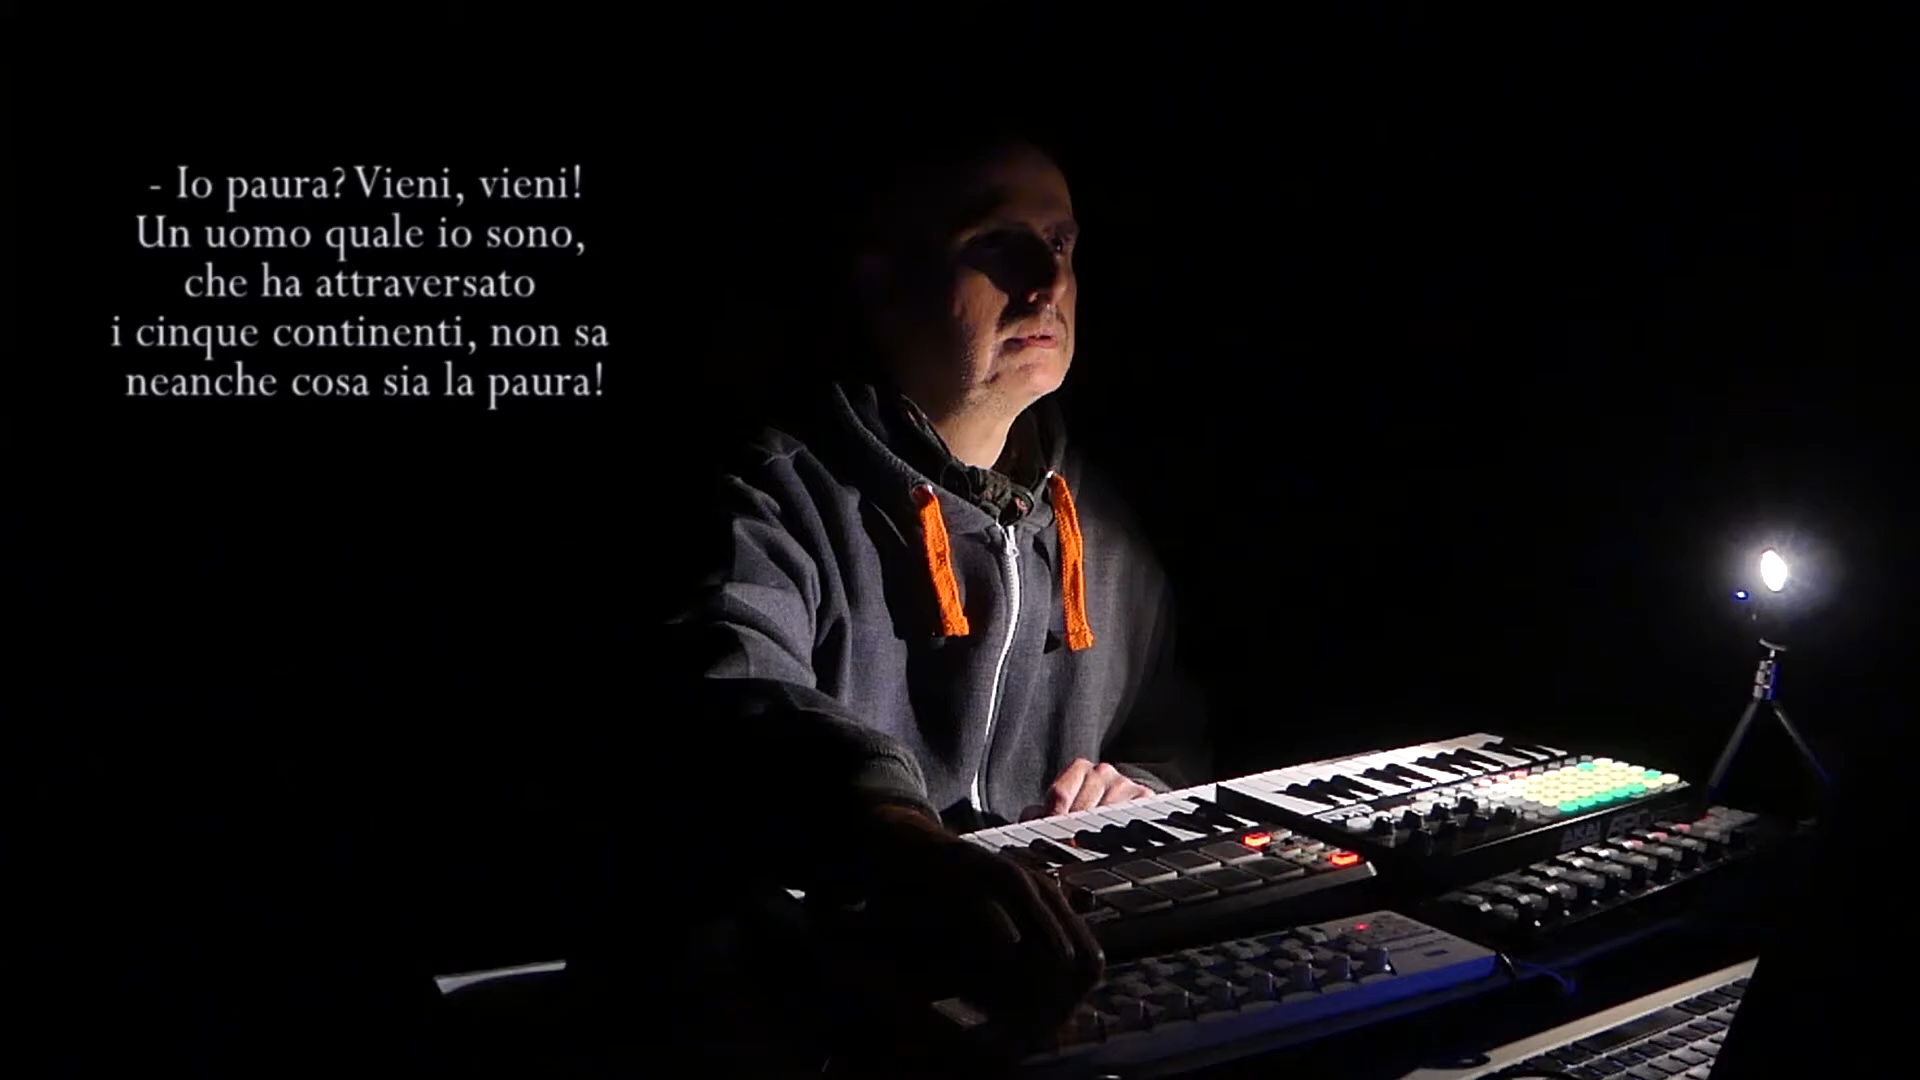 - Io paura? Vieni, vieni!
Un uomo quale io sono,
che ha attraversato
i cinque continenti, non sa
neanche cosa sia la paura!
AKAI